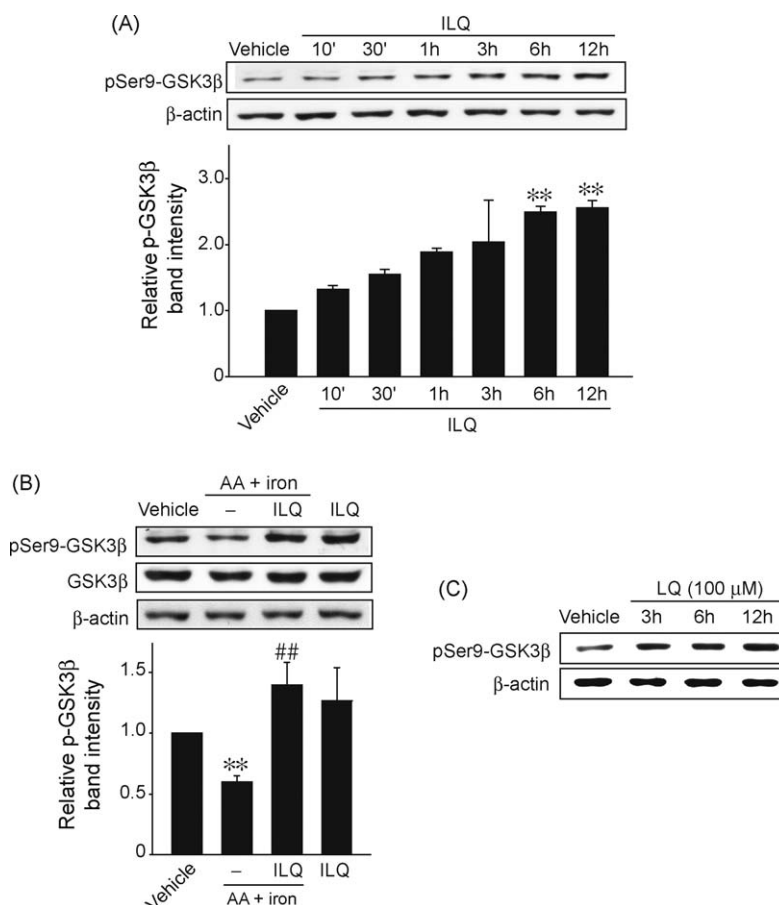 (A)
ILQ
Vehicle 10' 30' 1h 3h 6h 12h
pSer9-GSK3β
β-actin
Relative p-GSK3β
band intensity
3.0
2.0
1.0
0
** **
Vehicle 10' 30' 1h 3h 6h 12h
ILQ
(B)
AA + iron
Vehicle – ILQ ILQ
pSer9-GSK3β
GSK3β
β-actin
Relative p-GSK3β
band intensity
1.5
1.0
0.5
0
**
##
Vehicle – ILQ ILQ
AA + iron
(C)
LQ (100 μM)
Vehicle 3h 6h 12h
pSer9-GSK3β
β-actin